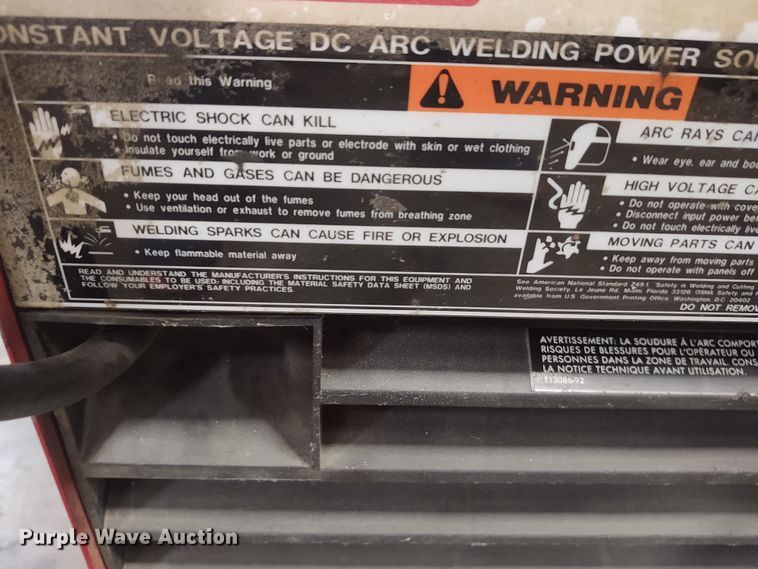 ONSTANT VOLTAGE DC ARC WELDING POWER SOU
Read this Warning
WARNING
ELECTRIC SHOCK CAN KILL
• Do not touch electrically live parts or electrode with skin or wet clothing
• Insulate yourself from work or ground
FUMES AND GASES CAN BE DANGEROUS
• Keep your head out of the fumes
• Use ventilation or exhaust to remove fumes from breathing zone
WELDING SPARKS CAN CAUSE FIRE OR EXPLOSION
• Keep flammable material away
ARC RAYS CAN
• Wear eye, ear and bod
HIGH VOLTAGE CA
• Do not operate with cove
• Disconnect input power bef
• Do not touch electrically live
MOVING PARTS CAN
• Keep away from moving parts
• Do not operate with panels off
READ AND UNDERSTAND THE MANUFACTURER'S INSTRUCTIONS FOR THIS EQUIPMENT AND
THE CONSUMABLES TO BE USED; INCLUDING THE MATERIAL SAFETY DATA SHEET (MSDS) AND
FOLLOW YOUR EMPLOYER'S SAFETY PRACTICES.
See American National Standard Z49.1 Safety in Welding and Cutting
Welding Society, Le Jeune Rd, Miami, Florida 33126; OSHA Safety and
available from U.S. Government Printing Office, Washington, D.C. 20402
DO NOT REMOV
AVERTISSEMENT: LA SOUDURE À L'ARC COMPORT
RISQUES DE BLESSURES POUR L'OPÉRATEUR OU
PERSONNES DANS LA ZONE DE TRAVAIL. CONS
LA NOTICE TECHNIQUE AVANT UTILISATION.
T13086-92
Purple Wave Auction